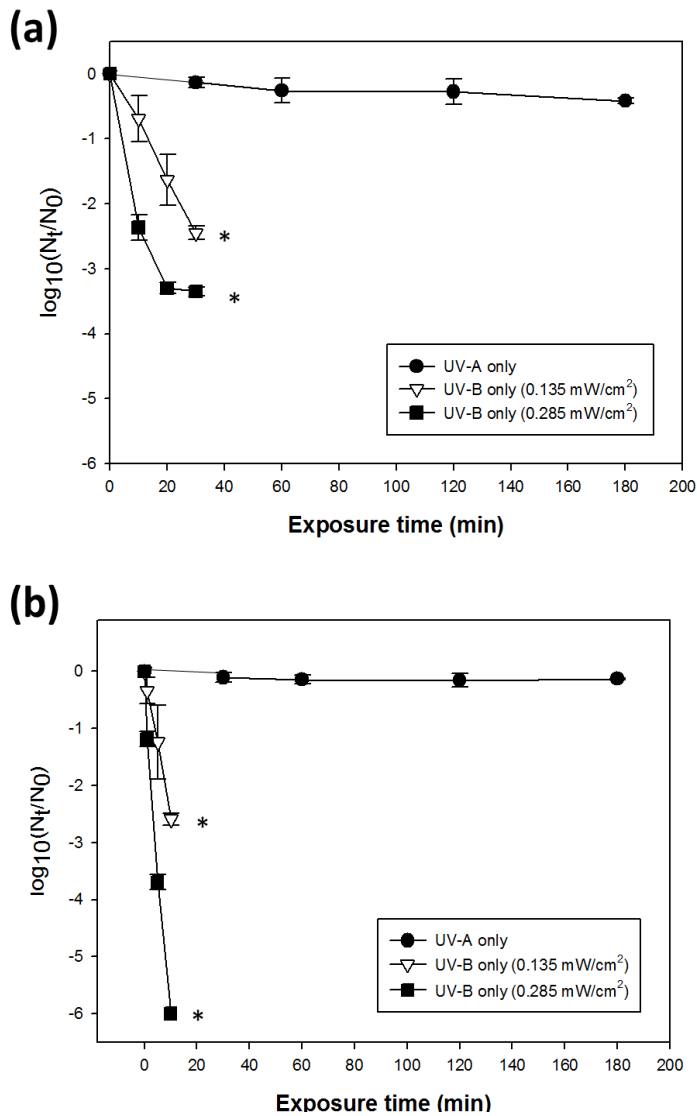 (a)
0
-1
-2
-3
-4
-5
-6
log10(Nt/N0)
*
*
UV-A only
UV-B only (0.135 mW/cm²)
UV-B only (0.285 mW/cm²)
0 20 40 60 80 100 120 140 160 180 200
Exposure time (min)
(b)
0
-1
-2
-3
-4
-5
-6
log10(Nt/N0)
*
*
UV-A only
UV-B only (0.135 mW/cm²)
UV-B only (0.285 mW/cm²)
0 20 40 60 80 100 120 140 160 180 200
Exposure time (min)